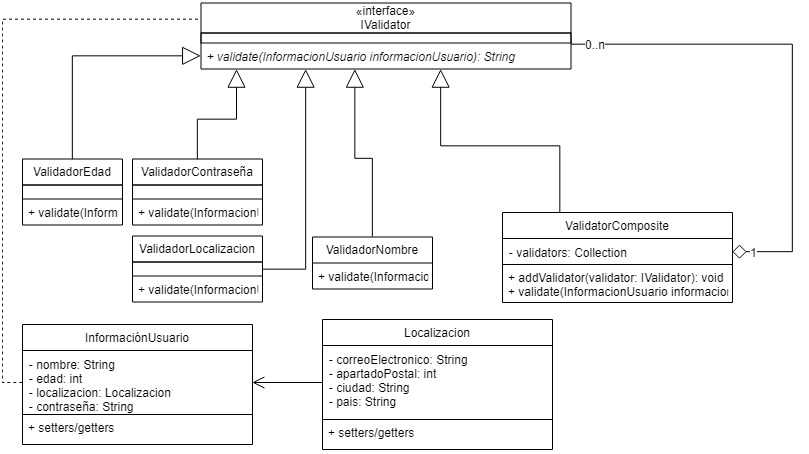 «interface»
IValidator
+ validate(InformacionUsuario informacionUsuario): String
0..n
ValidadorEdad
+ validate(Inform
ValidadorContraseña
+ validate(Informacion
ValidadorLocalizacion
+ validate(Informacion
ValidadorNombre
+ validate(Informacio
ValidatorComposite
- validators: Collection
+ addValidator(validator: IValidator): void
+ validate(InformacionUsuario informacion
1
InformaciónUsuario
- nombre: String
- edad: int
- localizacion: Localizacion
- contraseña: String
+ setters/getters
Localizacion
- correoElectronico: String
- apartadoPostal: int
- ciudad: String
- pais: String
+ setters/getters